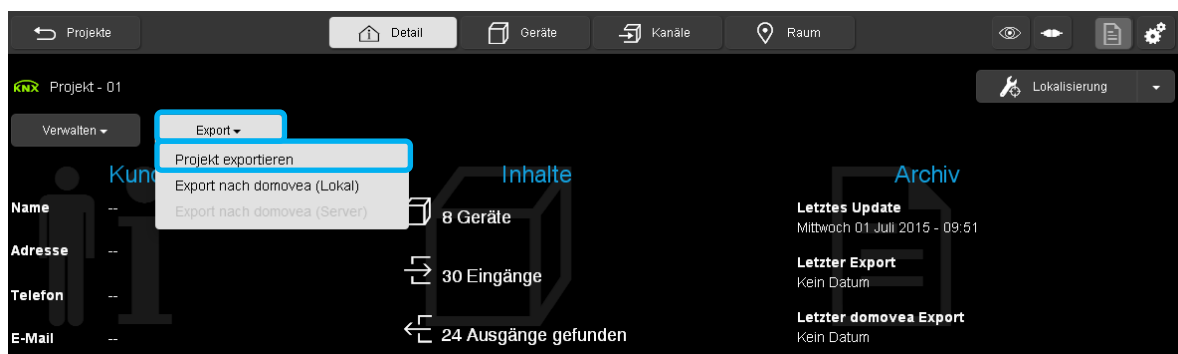 Projekte
Detail
Geräte
Kanäle
Raum
KNX Projekt - 01
Lokalisierung
Verwalten
Export
Projekt exportieren
Export nach domovea (Lokal)
Export nach domovea (Server)
Inhalte
Archiv
Name --
Adresse --
Telefon --
E-Mail --
8 Geräte
30 Eingänge
24 Ausgänge gefunden
Letztes Update
Mittwoch 01 Juli 2015 - 09:51
Letzter Export
Kein Datum
Letzter domovea Export
Kein Datum